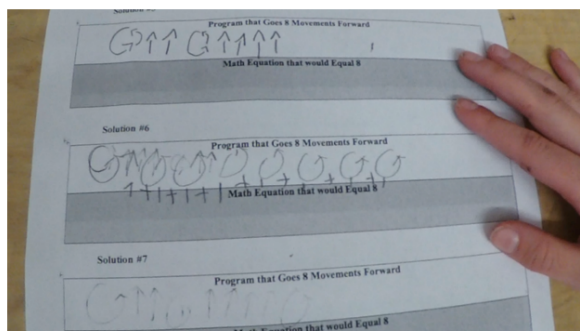 Program that Goes 8 Movements Forward
Math Equation that would Equal 8
Solution #6
Program that Goes 8 Movements Forward
Math Equation that would Equal 8
Solution #7
Program that Goes 8 Movements Forward
Math Equation that would Equal 8